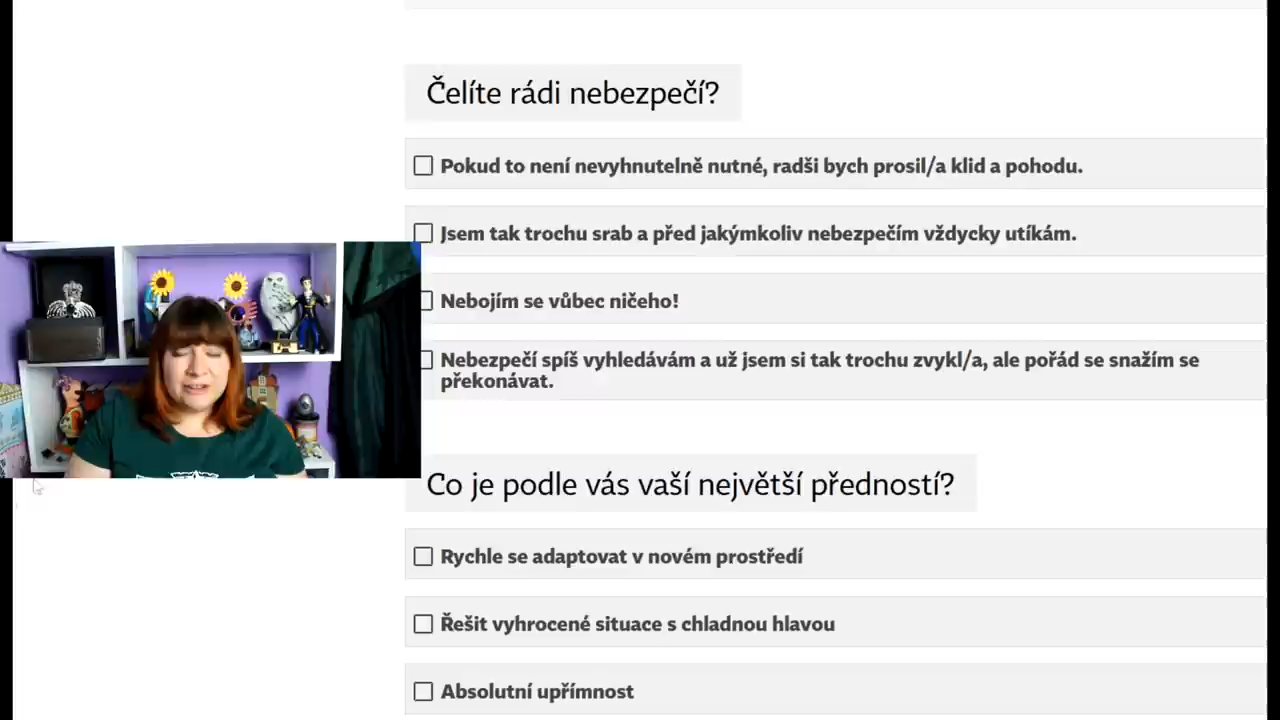 Čelíte rádi nebezpečí?
Pokud to není nevyhnutelně nutné, radši bych prosil/a klid a pohodu.
Jsem tak trochu srab a před jakýmkoliv nebezpečím vždycky utíkám.
Nebojím se vůbec ničeho!
Nebezpečí spíš vyhledávám a už jsem si tak trochu zvykl/a, ale pořád se snažím se
překonávat.
Co je podle vás vaší největší předností?
Rychle se adaptovat v novém prostředí
Řešit vyhrocené situace s chladnou hlavou
Absolutní upřímnost